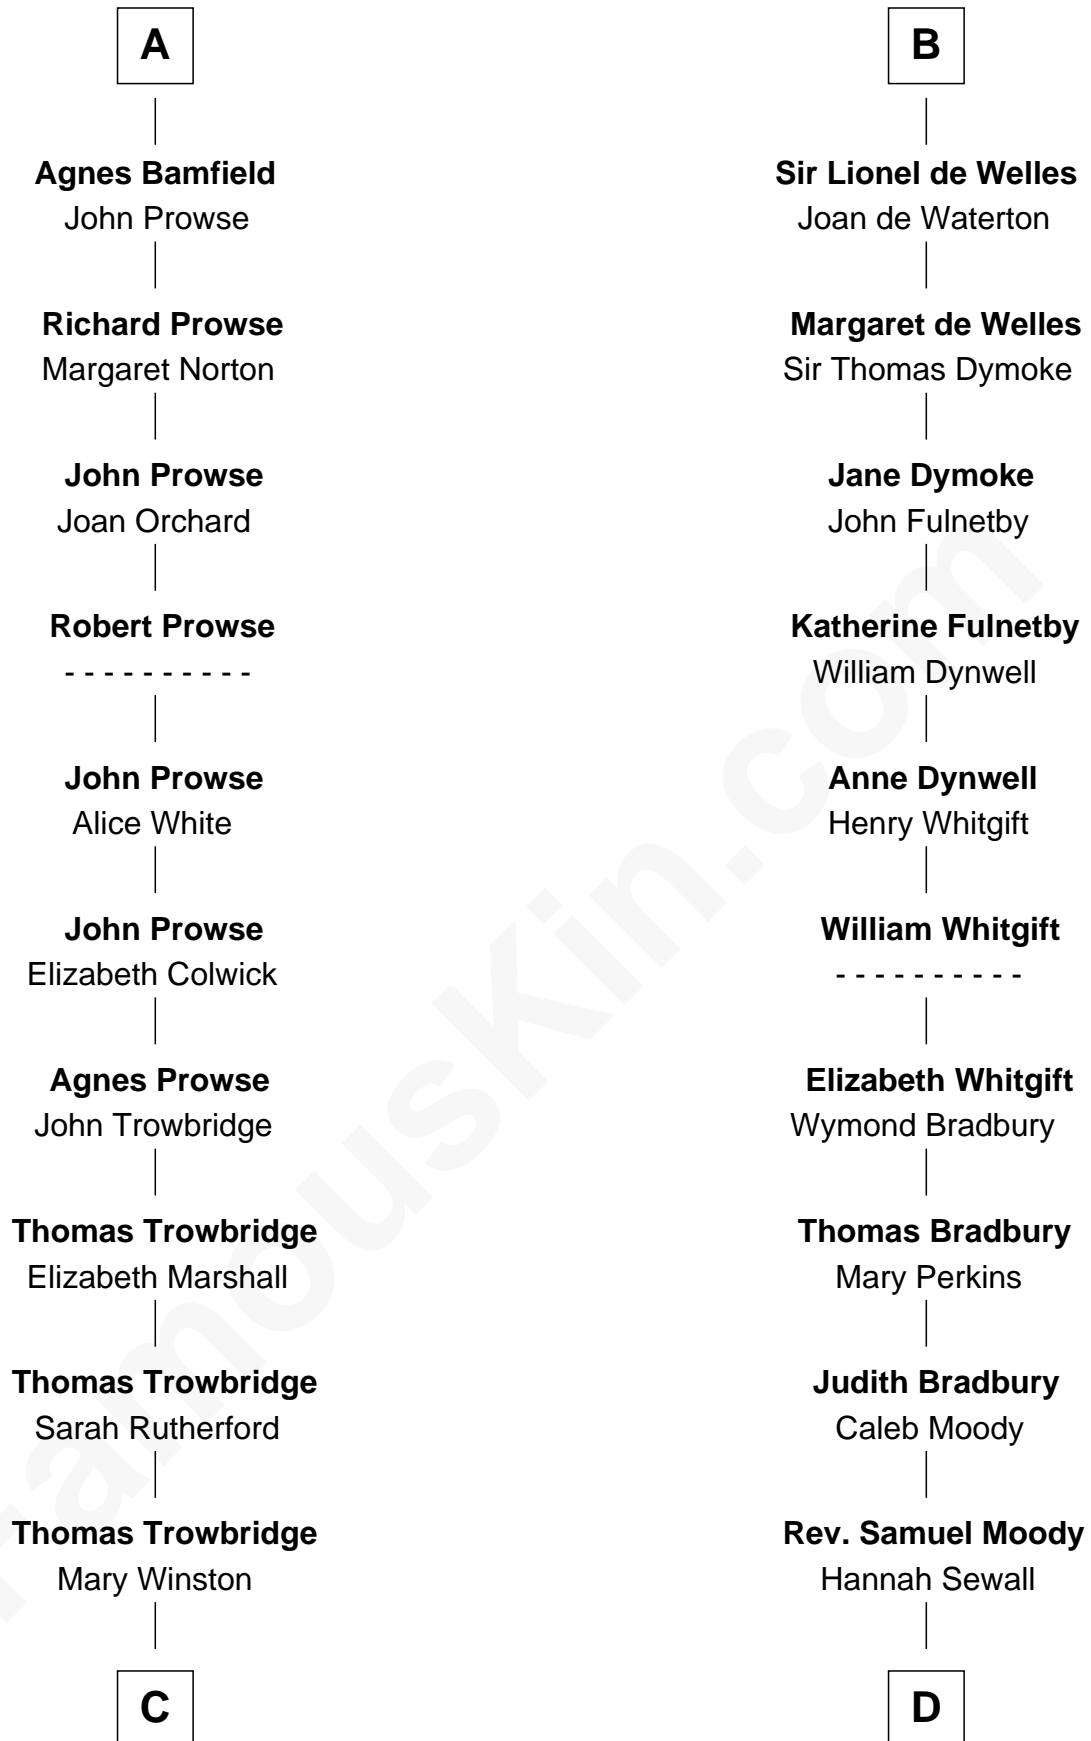 A
Agnes Bamfield
John Prowse
Richard Prowse
Margaret Norton
John Prowse
Joan Orchard
Robert Prowse
- - - - - - - - - -
John Prowse
Alice White
John Prowse
Elizabeth Colwick
Agnes Prowse
John Trowbridge
Thomas Trowbridge
Elizabeth Marshall
Thomas Trowbridge
Sarah Rutherford
Thomas Trowbridge
Mary Winston
C
B
Sir Lionel de Welles
Joan de Waterton
Margaret de Welles
Sir Thomas Dymoke
Jane Dymoke
John Fulnetby
Katherine Fulnetby
William Dynwell
Anne Dynwell
Henry Whitgift
William Whitgift
- - - - - - - - - -
Elizabeth Whitgift
Wymond Bradbury
Thomas Bradbury
Mary Perkins
Judith Bradbury
Caleb Moody
Rev. Samuel Moody
Hannah Sewall
D
FamousKin.com